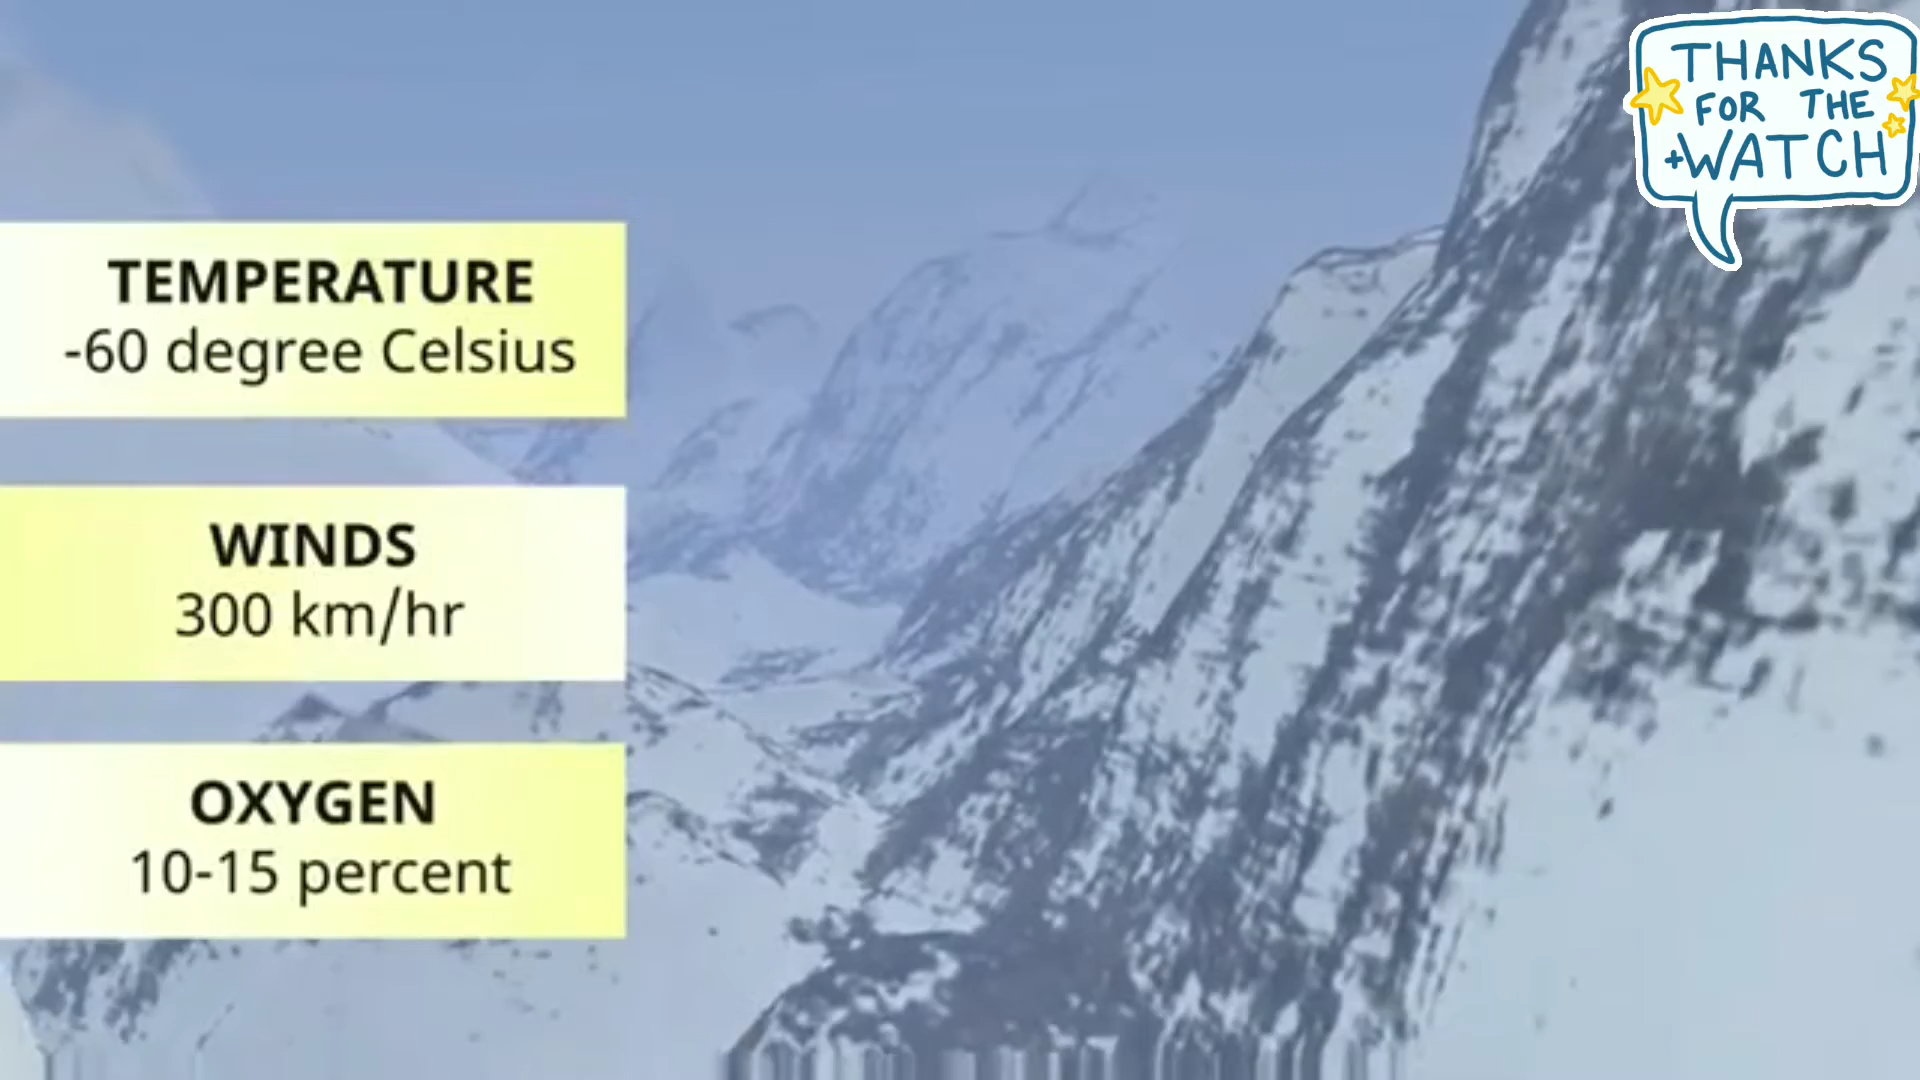 THANKS
FOR THE
WATCH
TEMPERATURE
-60 degree Celsius
WINDS
300 km/hr
OXYGEN
10-15 percent